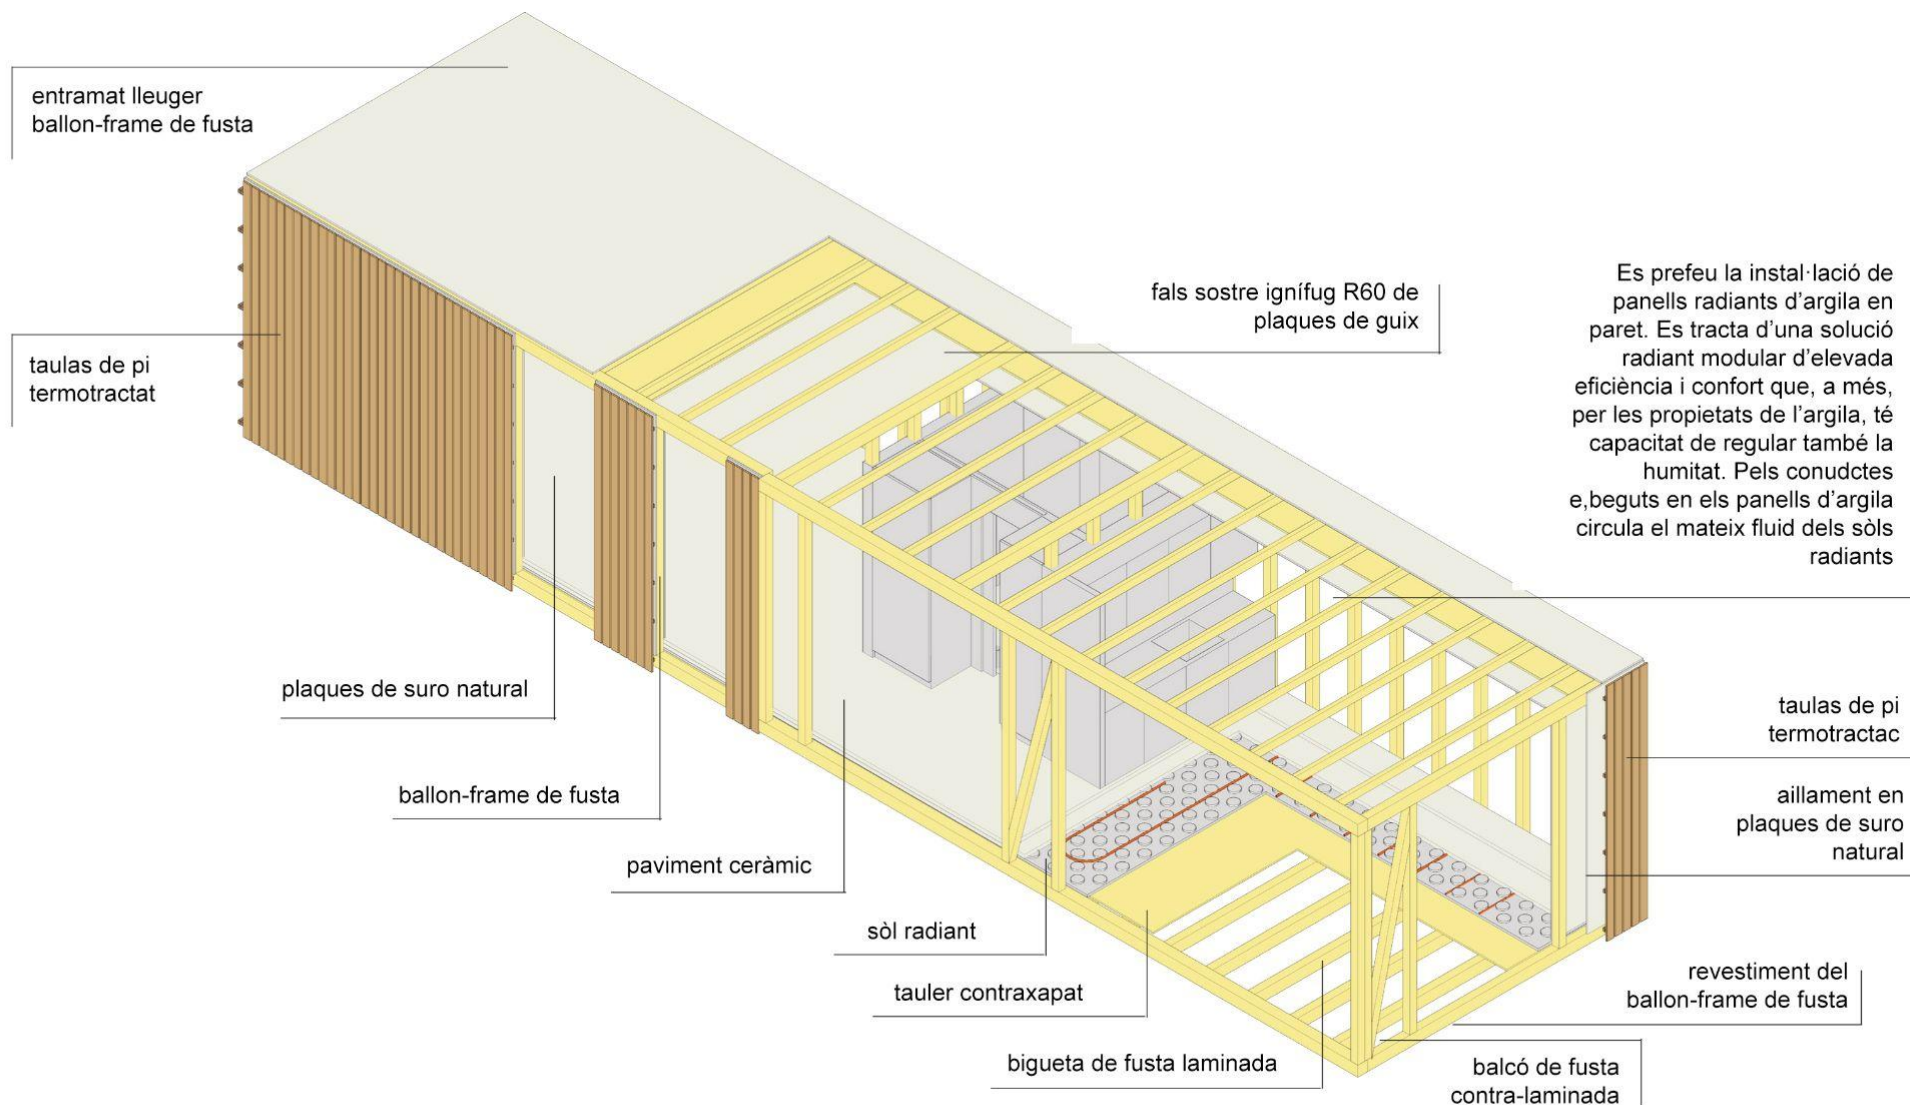 entramat lleuger
ballon-frame de fusta
taulas de pi
termotractat
plaques de suro natural
ballon-frame de fusta
paviment ceràmic
sòl radiant
tauler contraxapat
bigueta de fusta laminada
fals sostre ignífug R60 de
plaques de guix
Es prefeu la instal·lació de
panells radiants d'argila en
paret. Es tracta d'una solució
radiant modular d'elevada
eficiència i confort que, a més,
per les propietats de l'argila, té
capacitat de regular també la
humitat. Pels conudctes
e,beguts en els panells d'argila
circula el mateix fluid dels sòls
radiants
taulas de pi
termotractac
aillament en
plaques de suro
natural
revestiment del
ballon-frame de fusta
balcó de fusta
contra-laminada